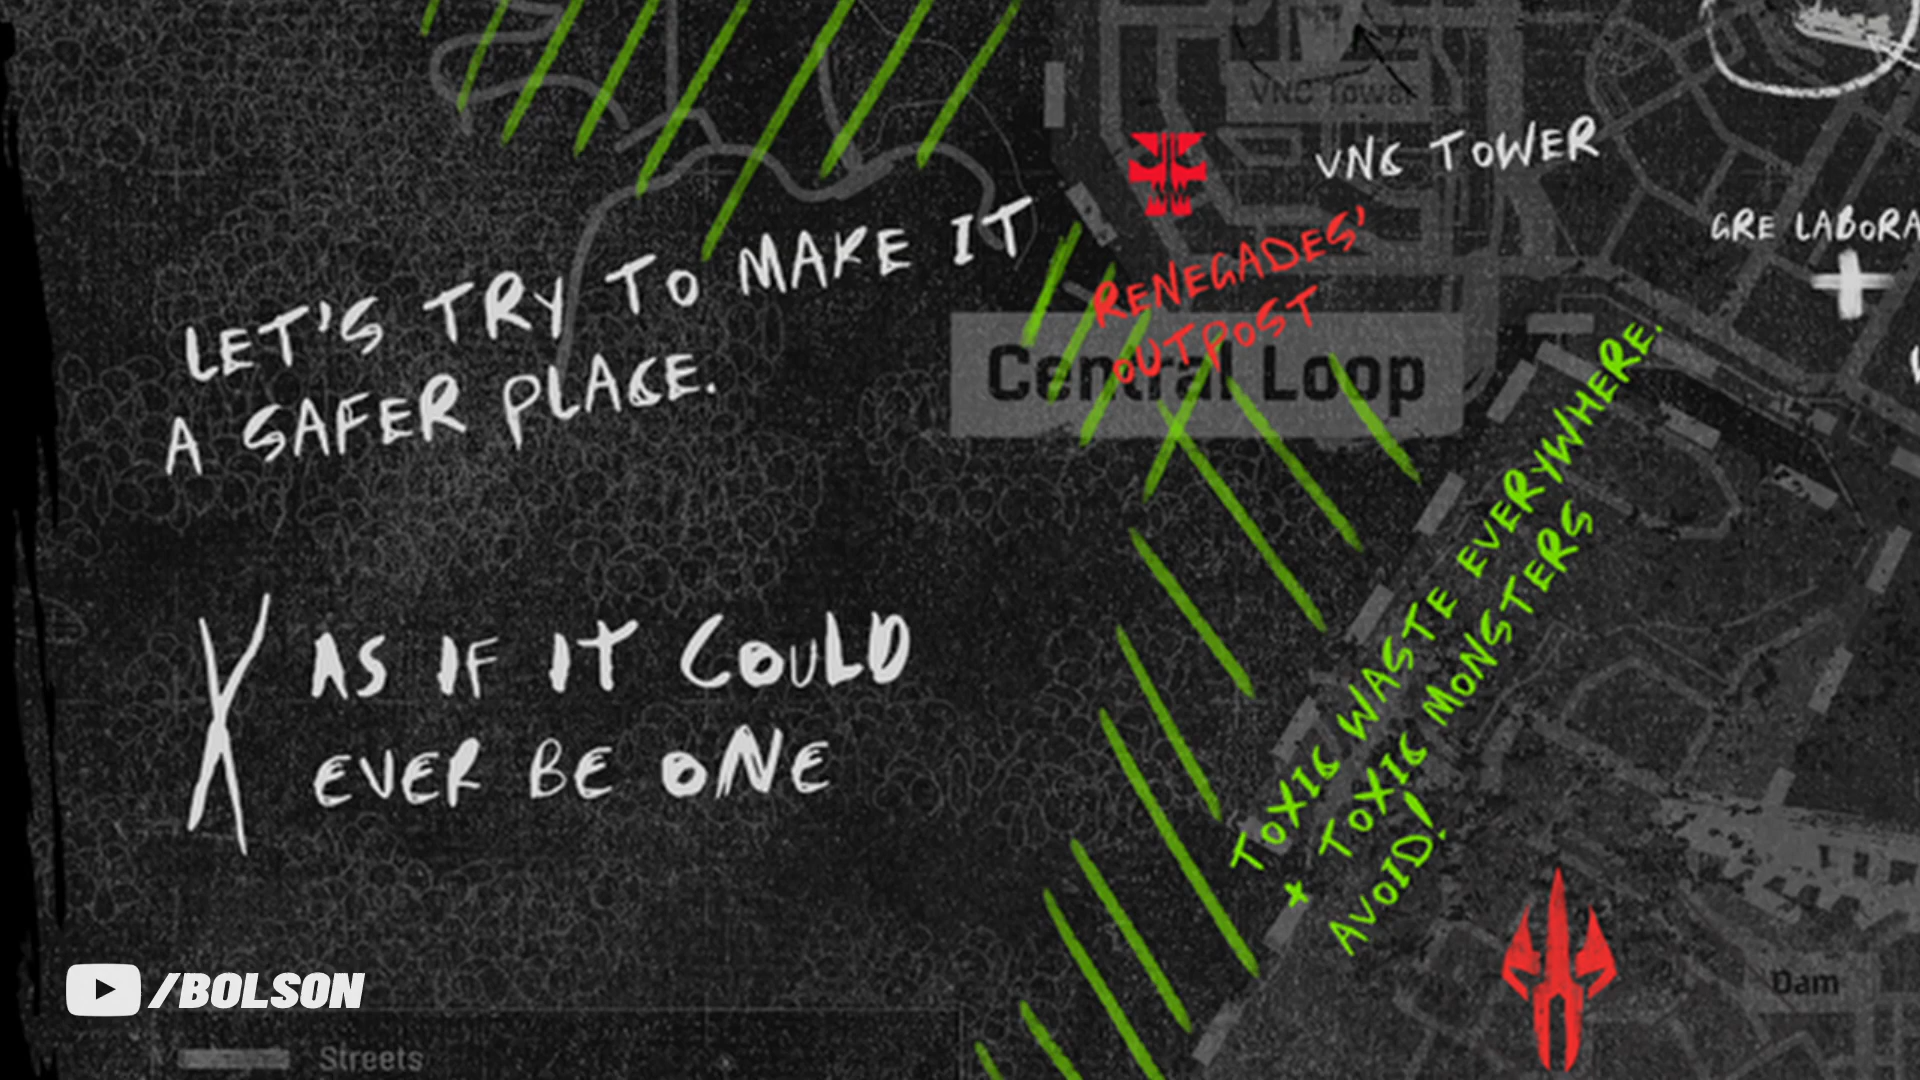 VNC Tower
VNC TOWER
LET'S TRY TO MAKE IT
A SAFER PLACE.
GRE LABORA
RENEGADES'
OUTPOST
Central Loop
TOXIC WASTE EVERYWHERE.
+ TOXIC MONSTERS
AVOID!
AS IF IT COULD
EVER BE ONE
/BOLSON
Dam
Streets